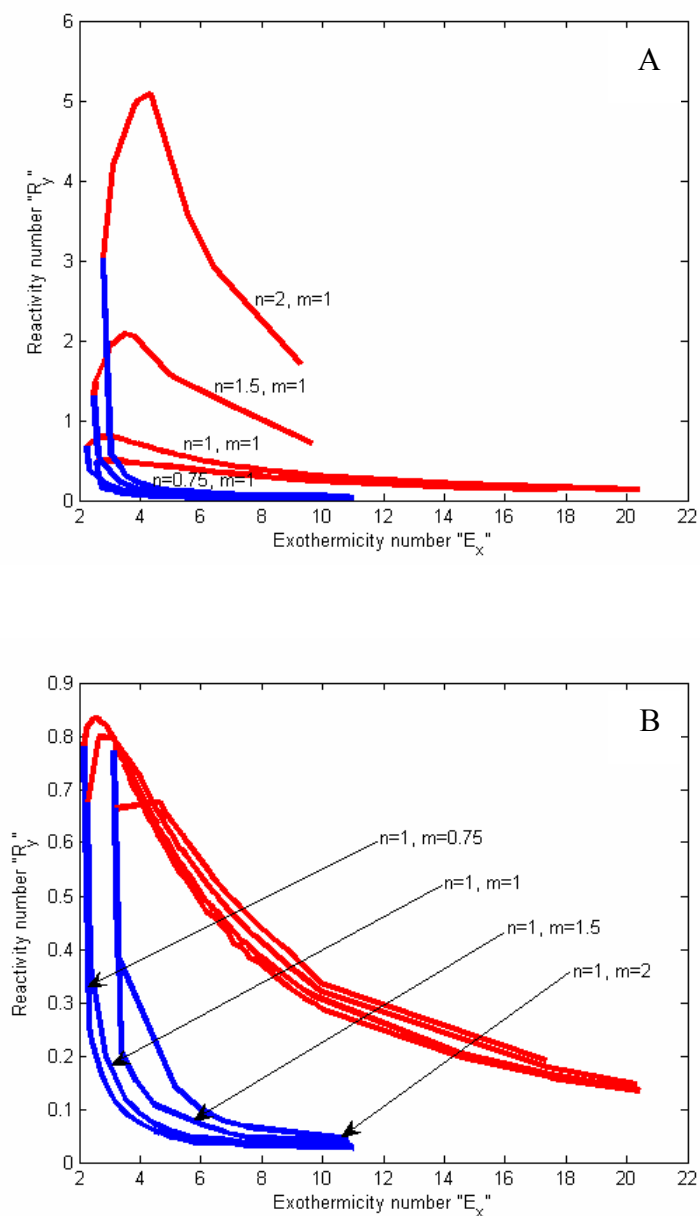 A
6
5
4
3
2
1
0
Reactivity number "R_y"
n=2, m=1
n=1.5, m=1
n=1, m=1
n=0.75, m=1
2 4 6 8 10 12 14 16 18 20 22
Exothermicity number "E_x"
B
0.9
0.8
0.7
0.6
0.5
0.4
0.3
0.2
0.1
0
Reactivity number "R_y"
n=1, m=0.75
n=1, m=1
n=1, m=1.5
n=1, m=2
2 4 6 8 10 12 14 16 18 20 22
Exothermicity number "E_x"